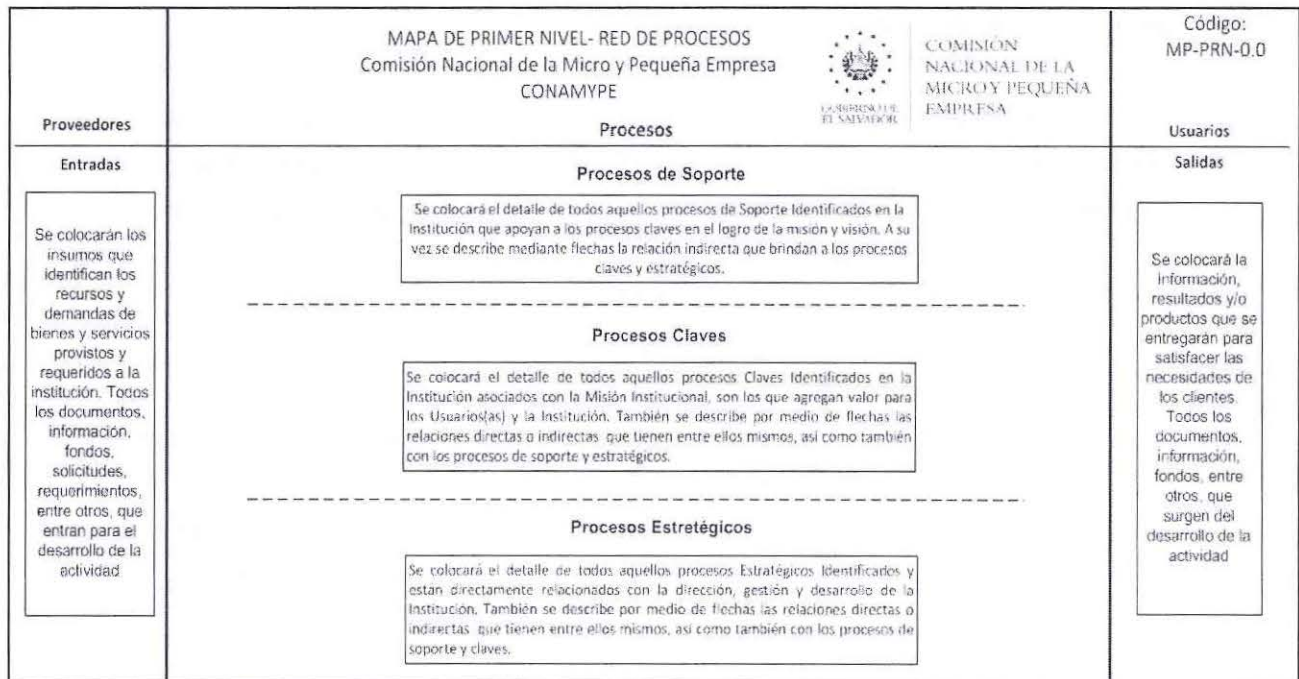 MAPA DE PRIMER NIVEL- RED DE PROCESOS
Comisión Nacional de la Micro y Pequeña Empresa
CONAMYPE
GOBIERNO DE
EL SALVADOR
COMISIÓN
NACIONAL DE LA
MICRO Y PEQUEÑA
EMPRESA
Código:
MP-PRN-0.0
Proveedores
Procesos
Usuarios
Entradas
Se colocarán los
insumos que
identifican los
recursos y
demandas de
bienes y servicios
provistos y
requeridos a la
institución. Todos
los documentos,
información,
fondos,
solicitudes,
requerimientos,
entre otros, que
entran para el
desarrollo de la
actividad
Procesos de Soporte
Se colocará el detalle de todos aquellos procesos de Soporte Identificados en la
Institución que apoyan a los procesos claves en el logro de la misión y visión. A su
vez se describe mediante flechas la relación indirecta que brindan a los procesos
claves y estratégicos.
Procesos Claves
Se colocará el detalle de todos aquellos procesos Claves Identificados en la
Institución asociados con la Misión Institucional, son los que agregan valor para
los Usuarios(as) y la Institución. También se describe por medio de flechas las
relaciones directas o indirectas que tienen entre ellos mismos, así como también
con los procesos de soporte y estratégicos.
Procesos Estretégicos
Se colocará el detalle de todos aquellos procesos Estratégicos Identificados y
están directamente relacionados con la dirección, gestión y desarrollo de la
Institución. También se describe por medio de flechas las relaciones directas o
indirectas que tienen entre ellos mismos, así como también con los procesos de
soporte y claves.
Salidas
Se colocará la
información,
resultados y/o
productos que se
entregarán para
satisfacer las
necesidades de
los clientes.
Todos los
documentos,
información,
fondos, entre
otros, que
surgen del
desarrollo de la
actividad